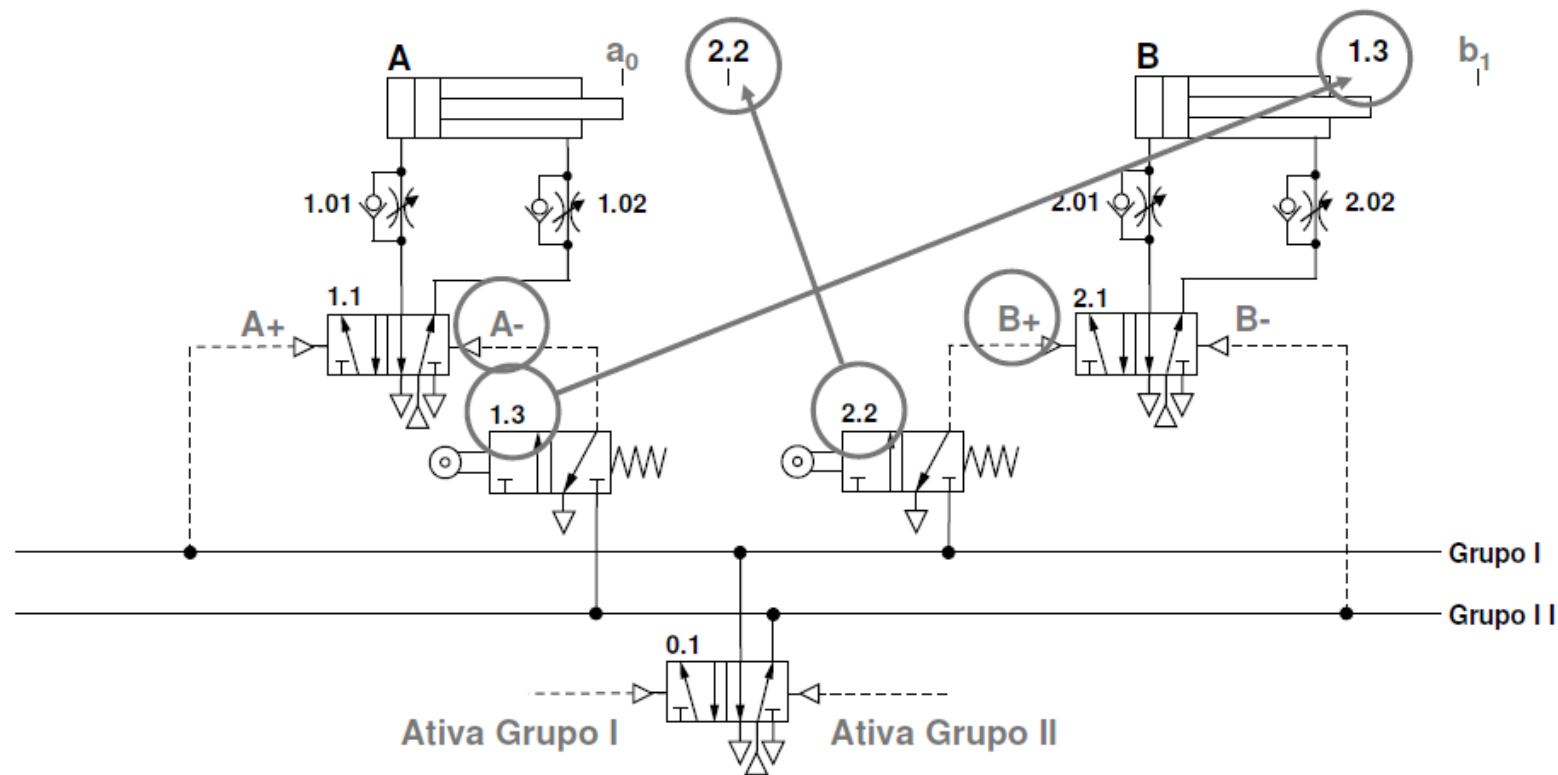 A
a0
2.2
B
1.3
b1
1.01
1.02
2.01
2.02
A+
1.1
A-
B+
2.1
B-
1.3
2.2
Grupo I
Grupo I I
0.1
Ativa Grupo I
Ativa Grupo II